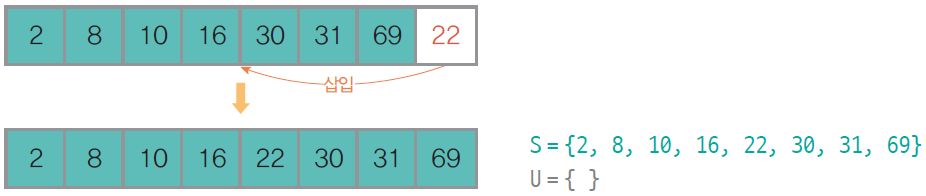 2 8 10 16 30 31 69 22
삽입
2 8 10 16 22 30 31 69
S = {2, 8, 10, 16, 22, 30, 31, 69}
U = { }